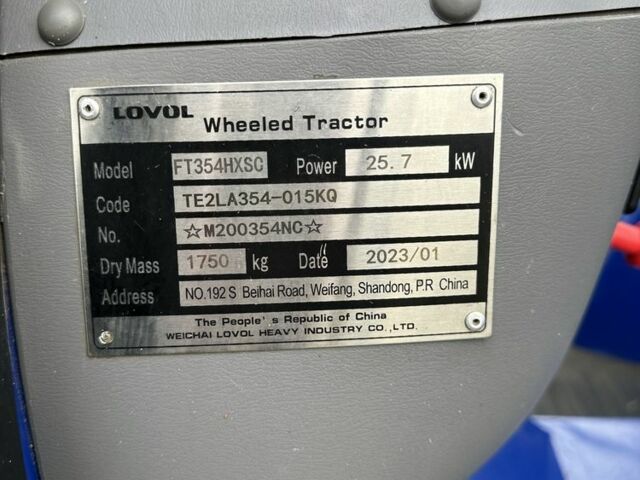 LOVOL Wheeled Tractor
Model FT354HXSC Power 25.7 kW
Code TE2LA354-015KQ
No. ☆M200354NC☆
Dry Mass 1750 kg Date 2023/01
Address NO.192 S Beihai Road, Weifang, Shandong, P.R China
The People's Republic of China
WEICHAI LOVOL HEAVY INDUSTRY CO., LTD.